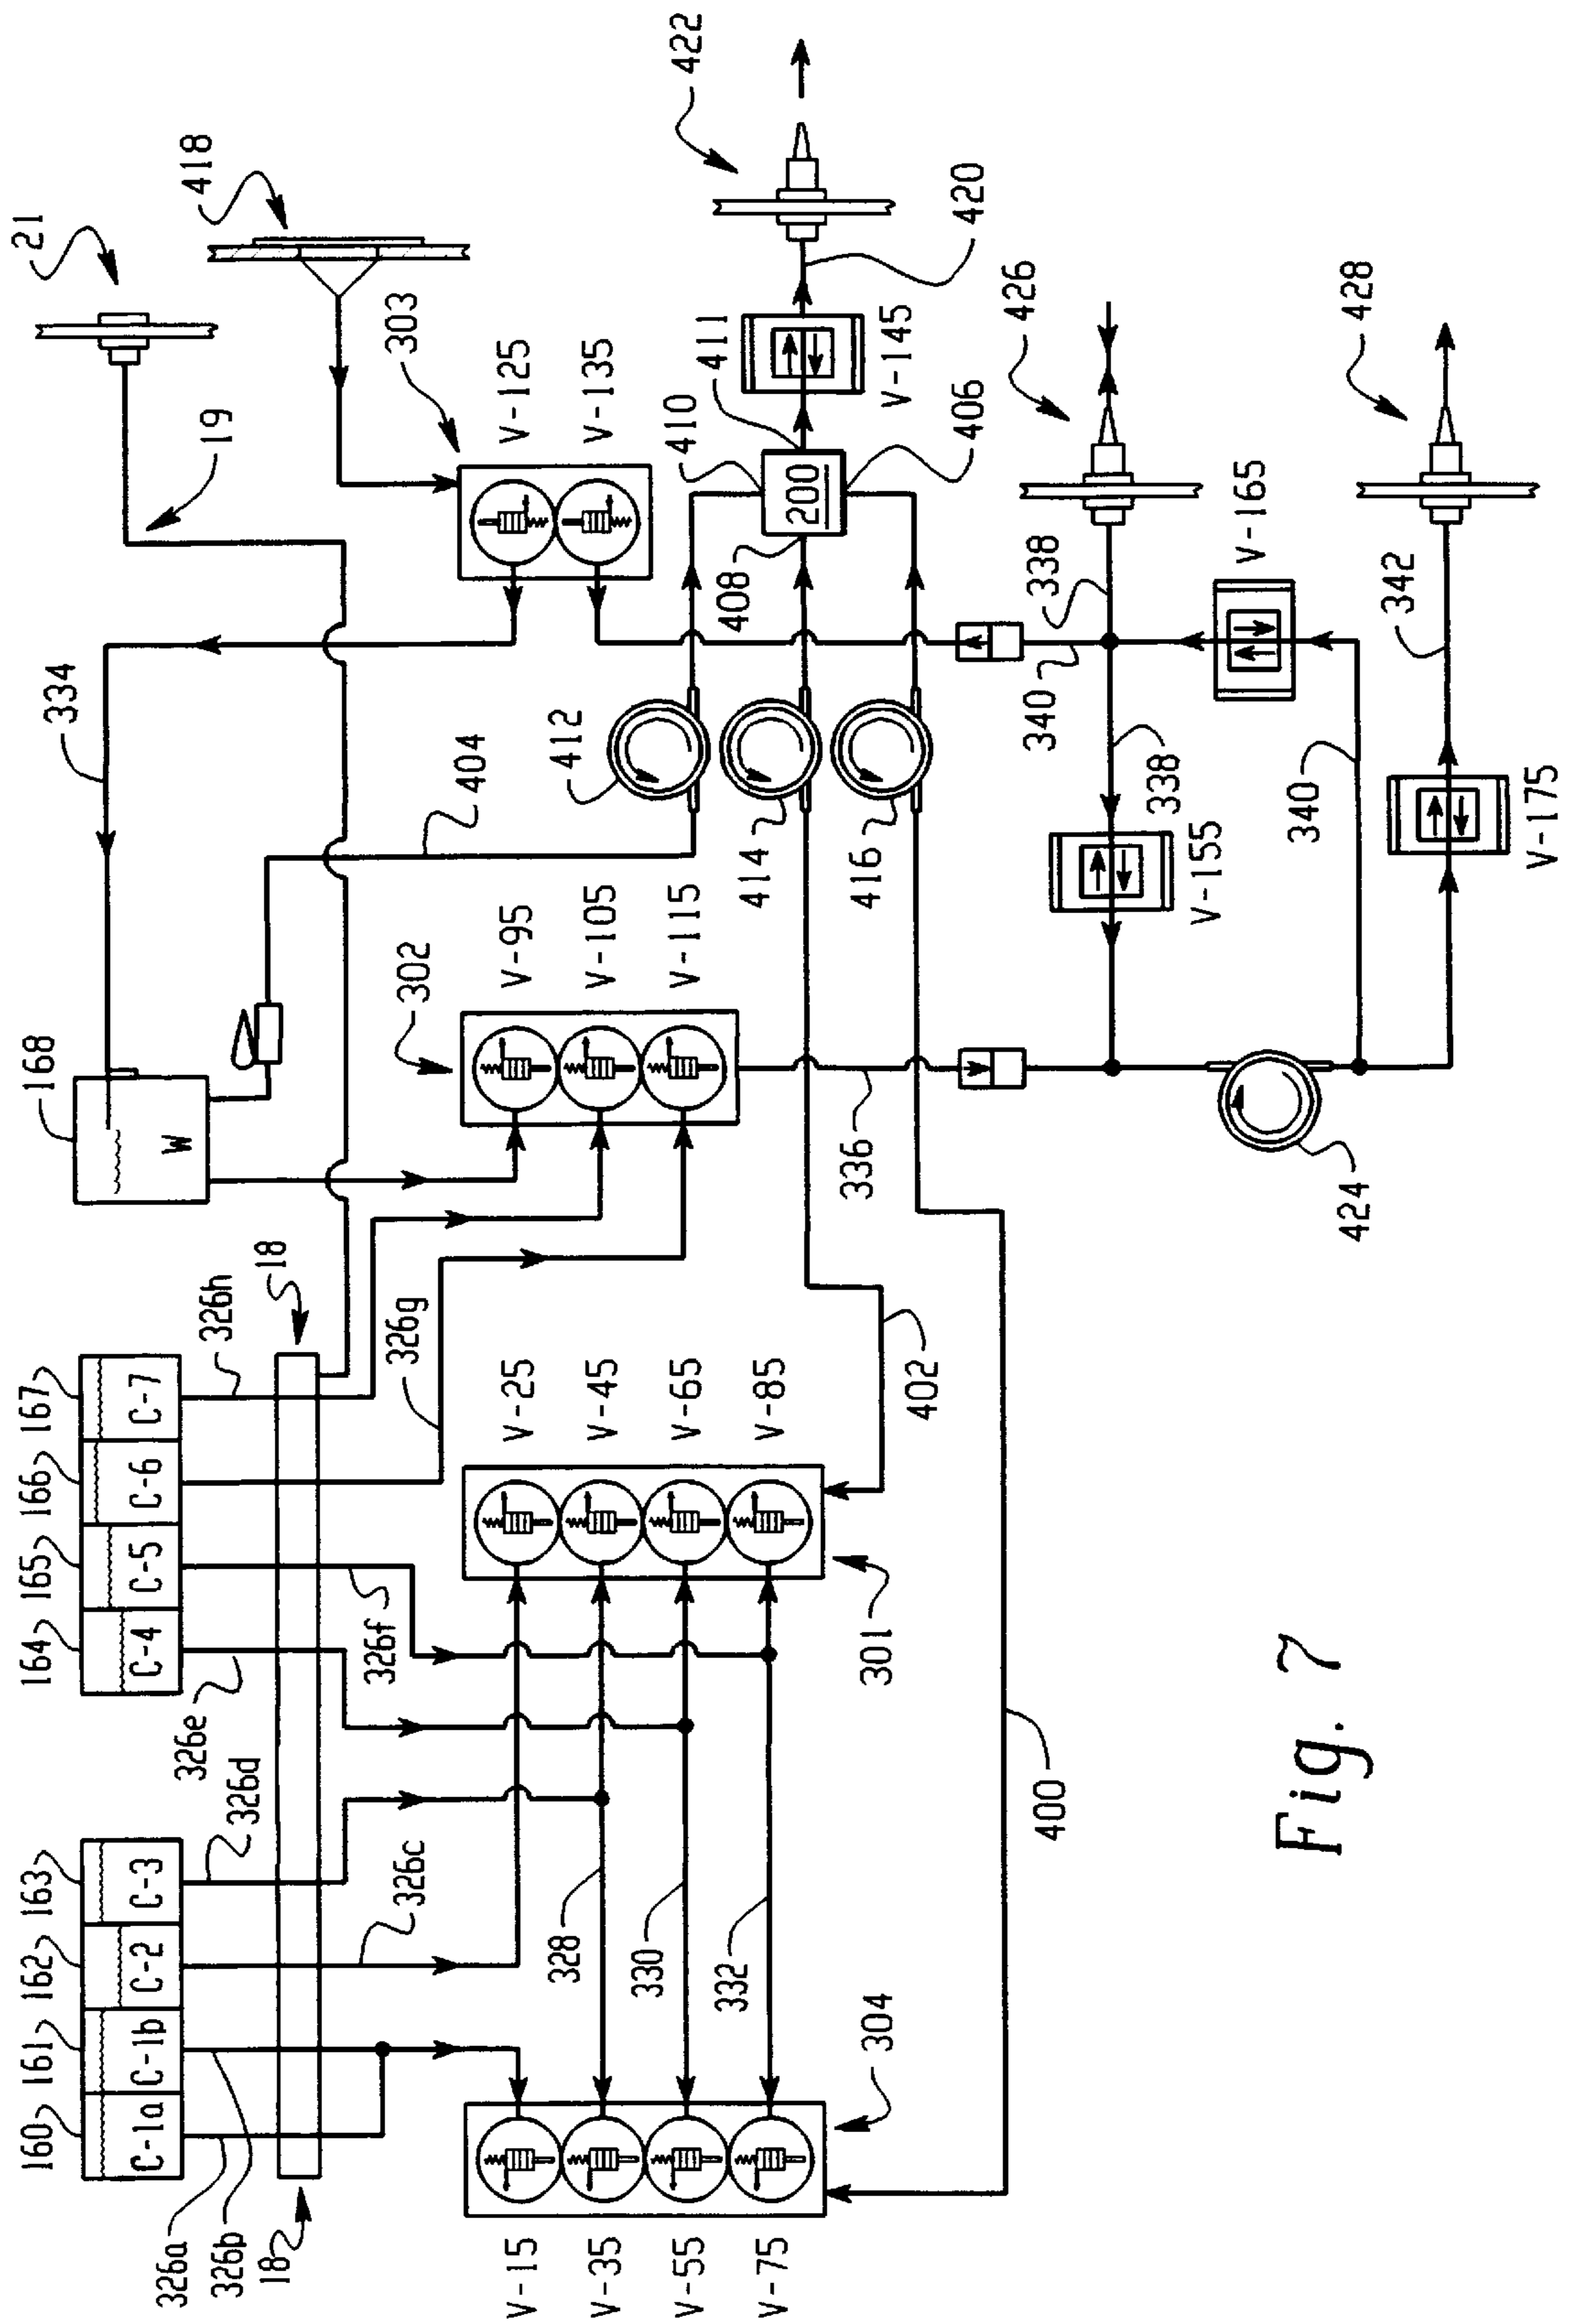 160
161
162
163
164
165
166
167
168
C-1a
C-1b
C-2
C-3
C-4
C-5
C-6
C-7
W
334
19
21
418
326a
326b
18
326c
326d
326e
326f
326g
326h
18
404
303
V-125
V-135
302
V-95
V-105
V-115
V-25
V-45
V-65
V-85
301
V-15
V-35
V-55
V-75
304
328
330
332
402
400
336
412
414
416
408
410
411
200
406
V-145
420
422
340
338
338
426
V-155
V-165
340
342
428
V-175
424
Fig. 7